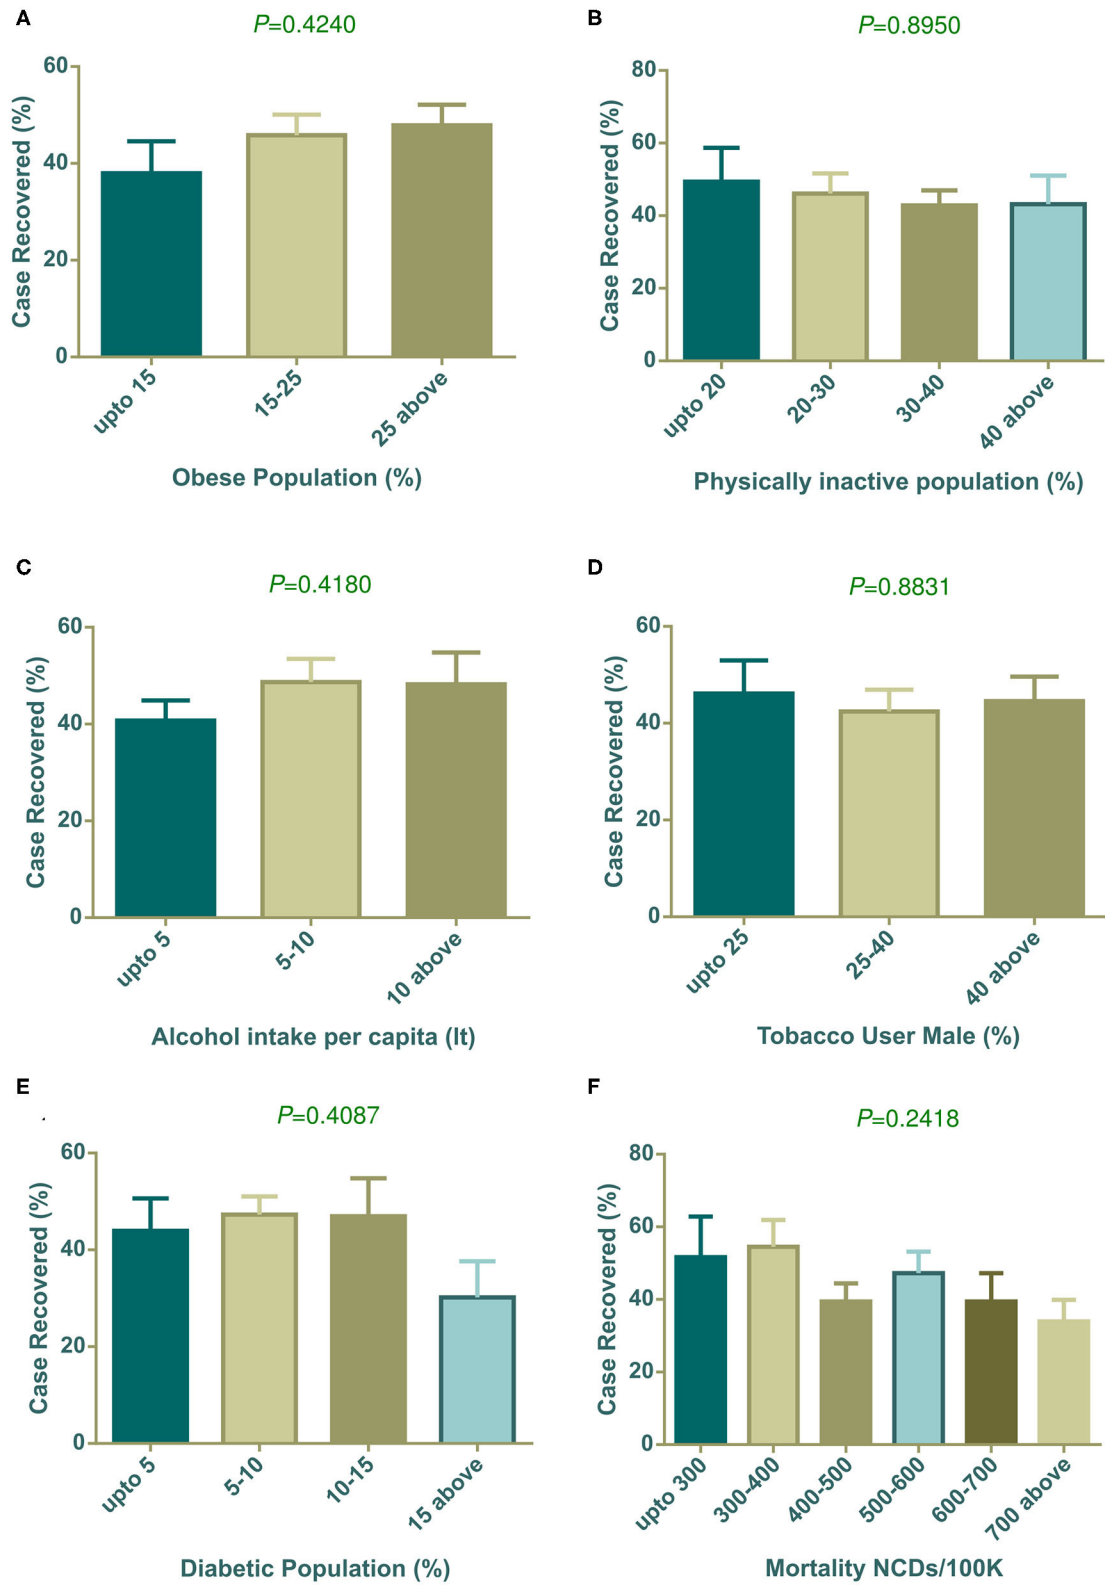 A
P=0.4240
60
40
20
0
Case Recovered (%)
upto 15
15-25
25 above
Obese Population (%)
B
P=0.8950
80
60
40
20
0
Case Recovered (%)
upto 20
20-30
30-40
40 above
Physically inactive population (%)
C
P=0.4180
60
40
20
0
Case Recovered (%)
upto 5
5-10
10 above
Alcohol intake per capita (lt)
D
P=0.8831
60
40
20
0
Case Recovered (%)
upto 25
25-40
40 above
Tobacco User Male (%)
E
P=0.4087
60
40
20
0
Case Recovered (%)
upto 5
5-10
10-15
15 above
Diabetic Population (%)
F
P=0.2418
80
60
40
20
0
Case Recovered (%)
upto 300
300-400
400-500
500-600
600-700
700 above
Mortality NCDs/100K